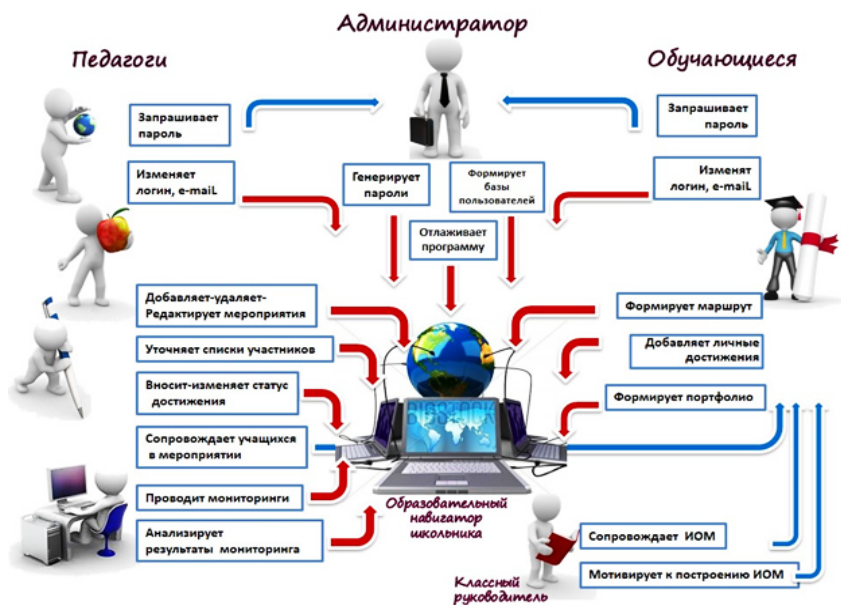 Администратор
Педагоги
Обучающиеся
Запрашивает
пароль
Запрашивает
пароль
Изменяет
логин, e-maiL
Генерирует
пароли
Формирует
базы
пользователей
Изменят
логин, e-maiL
Отлаживает
программу
Добавляет-удаляет-
Редактирует мероприятия
Формирует маршрут
Уточняет списки участников
Добавляет личные
достижения
Вносит-изменяет статус
достижения
Формирует портфолио
BIGSTOCK
Сопровождает учащихся
в мероприятии
Проводит мониторинги
Образовательный
навигатор
школьника
Анализирует
результаты мониторинга
Сопровождает ИОМ
Мотивирует к построению ИОМ
Классный
руководитель